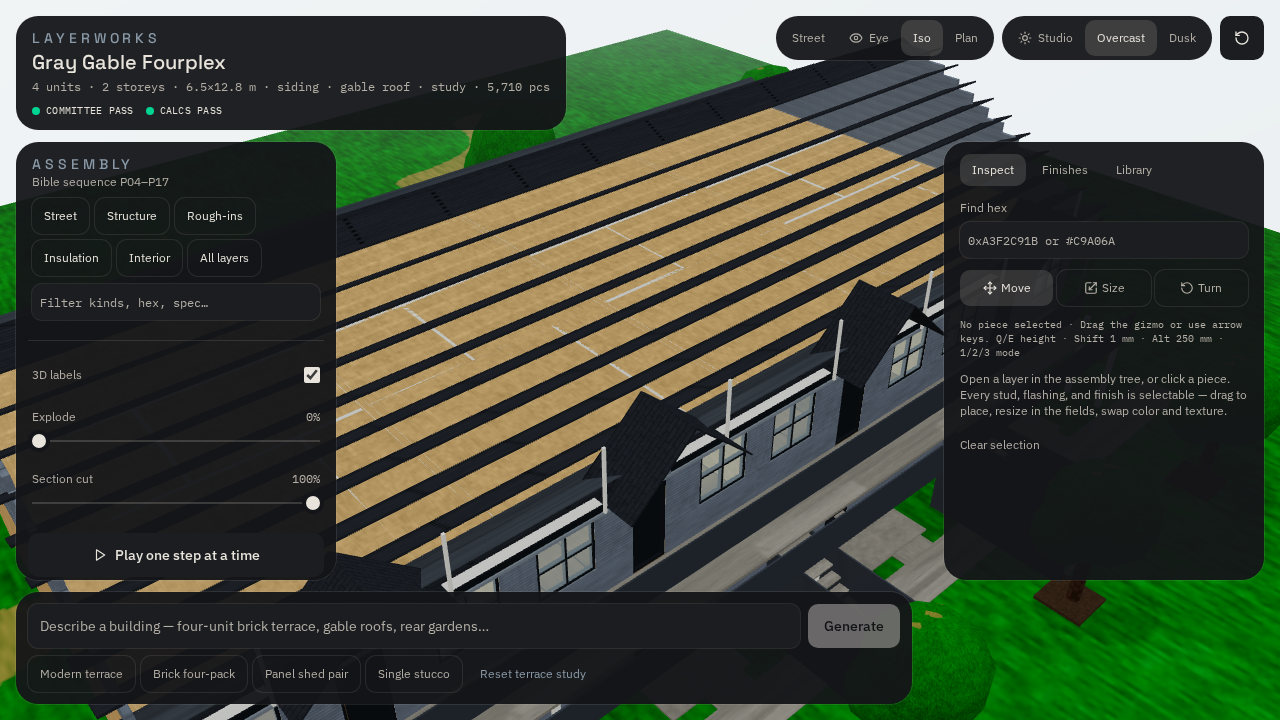 LAYERWORKS
Gray Gable Fourplex
4 units · 2 storeys · 6.5×12.8 m · siding · gable roof · study · 5,710 pcs
COMMITTEE PASS CALCS PASS
Street Eye Iso Plan Studio Overcast Dusk
ASSEMBLY
Bible sequence P04–P17
Street Structure Rough-ins
Insulation Interior All layers
Filter kinds, hex, spec…
3D labels
Explode 0%
Section cut 100%
Play one step at a time
Inspect Finishes Library
Find hex
0xA3F2C91B or #C9A06A
Move Size Turn
No piece selected · Drag the gizmo or use arrow
keys. Q/E height · Shift 1 mm · Alt 250 mm ·
1/2/3 mode
Open a layer in the assembly tree, or click a piece.
Every stud, flashing, and finish is selectable — drag to
place, resize in the fields, swap color and texture.
Clear selection
Describe a building — four-unit brick terrace, gable roofs, rear gardens…
Generate
Modern terrace Brick four-pack Panel shed pair Single stucco Reset terrace study